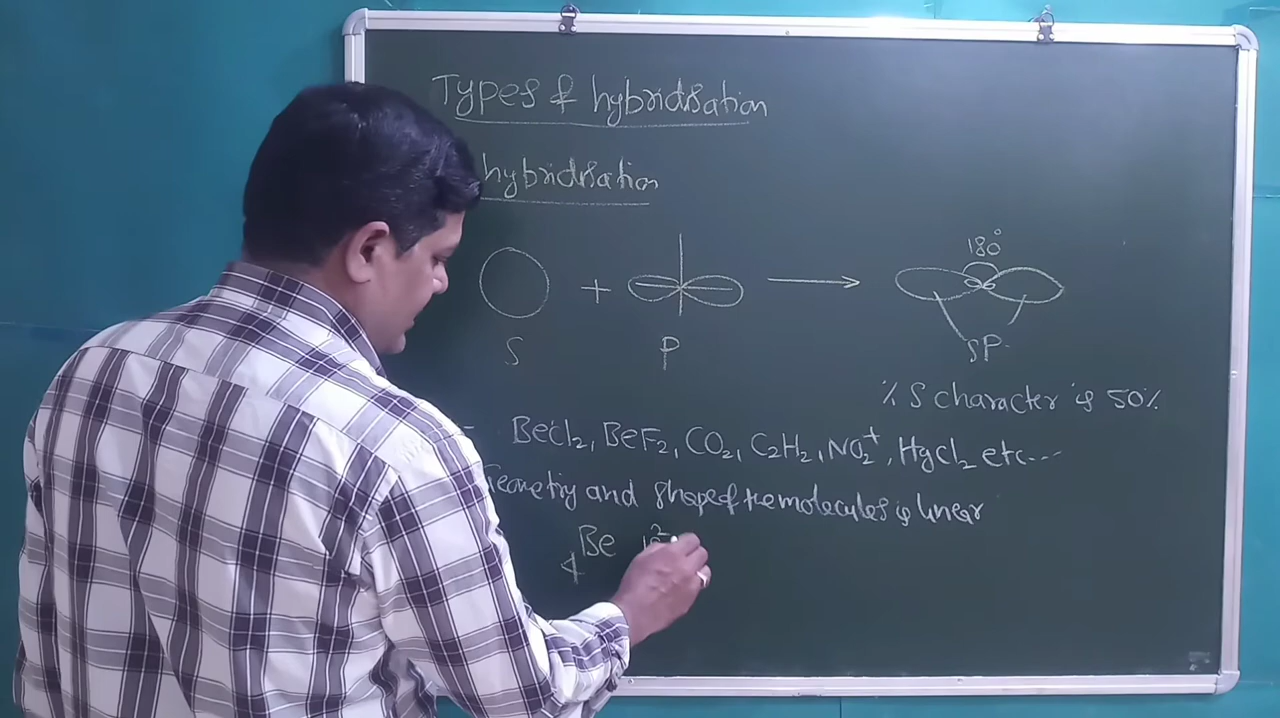 Types of hybridisation
hybridisation
180°
S + P → SP
% S character is 50%
BeCl2, BeF2, CO2, C2H2, NO2+, HgCl2 etc...
Geometry and shape of the molecules is linear
4Be 1s2